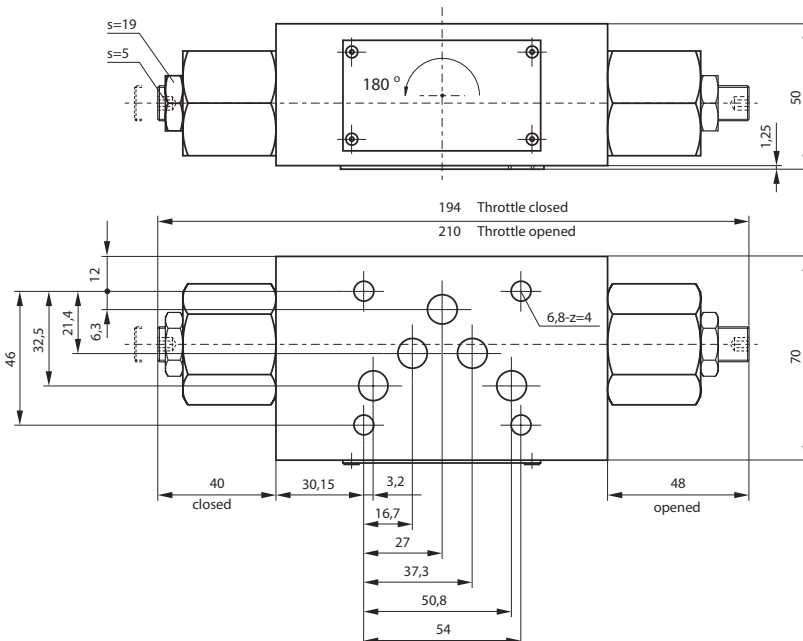 s=19
s=5
180 °
50
1,25
194 Throttle closed
210 Throttle opened
12
6,3
21,4
32,5
46
6,8-z=4
70
40
closed
30,15
3,2
48
opened
16,7
27
37,3
50,8
54